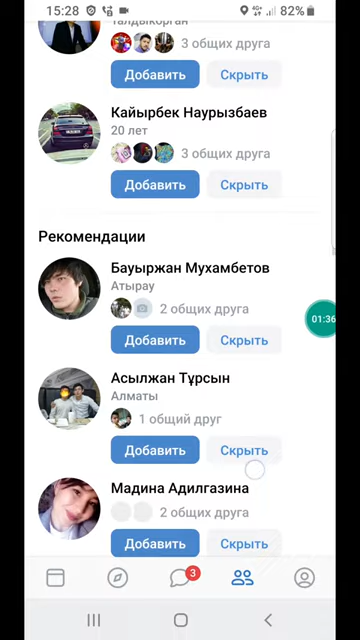 15:28
4G+
82%
Талдыкорган
3 общих друга
Добавить
Скрыть
Кайырбек Наурызбаев
20 лет
3 общих друга
Добавить
Скрыть
Рекомендации
Бауыржан Мухамбетов
Атырау
2 общих друга
01:36
Добавить
Скрыть
Асылжан Тұрсын
Алматы
1 общий друг
Добавить
Скрыть
Мадина Адилгазина
2 общих друга
Добавить
Скрыть
3